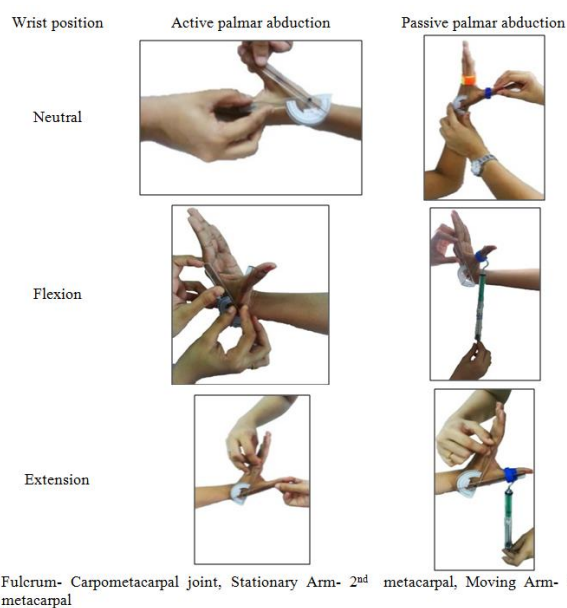 Wrist position Active palmar abduction Passive palmar abduction
Neutral
Flexion
Extension
Fulcrum- Carpometacarpal joint, Stationary Arm- 2nd metacarpal, Moving Arm-
metacarpal